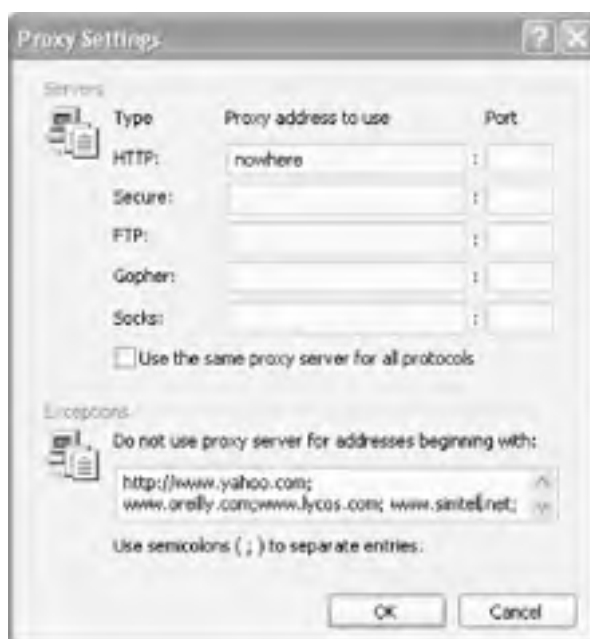 Proxy Settings
Servers
Type Proxy address to use Port
HTTP: nowhere :
Secure: :
FTP: :
Gopher: :
Socks: :
Use the same proxy server for all protocols
Exceptions
Do not use proxy server for addresses beginning with:
http://www.yahoo.com;
www.oreilly.com;www.lycos.com; www.simtel.net;
Use semicolons ( ; ) to separate entries.
OK Cancel